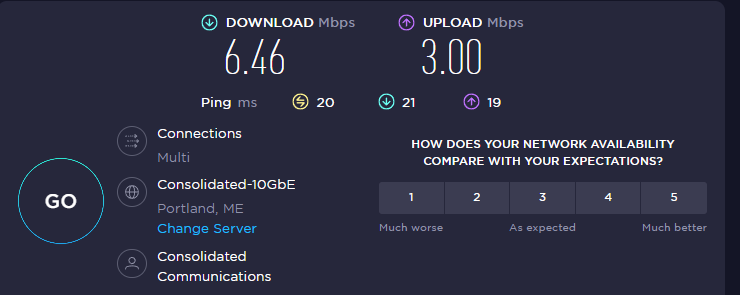 DOWNLOAD Mbps
UPLOAD Mbps
6.46
3.00
Ping ms 20 21 19
Connections
Multi
Consolidated-10GbE
Portland, ME
Change Server
Consolidated
Communications
GO
HOW DOES YOUR NETWORK AVAILABILITY
COMPARE WITH YOUR EXPECTATIONS?
1 2 3 4 5
Much worse As expected Much better